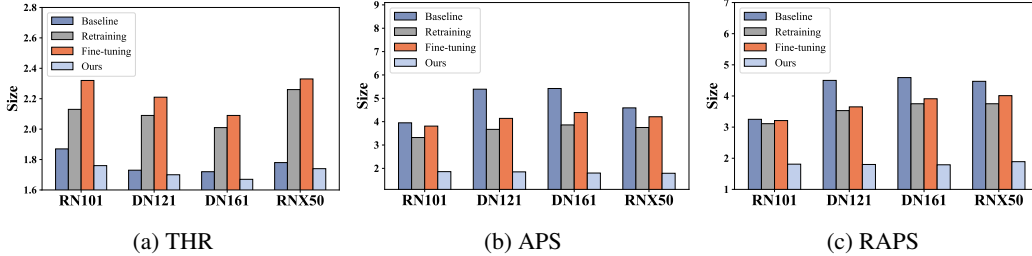 2.8
2.6
2.4
2.2
2.0
1.8
1.6
Size
Baseline
Retraining
Fine-tuning
Ours
RN101 DN121 DN161 RNX50
(a) THR
9
8
7
6
5
4
3
2
Size
Baseline
Retraining
Fine-tuning
Ours
RN101 DN121 DN161 RNX50
(b) APS
7
6
5
4
3
2
1
Size
Baseline
Retraining
Fine-tuning
Ours
RN101 DN121 DN161 RNX50
(c) RAPS